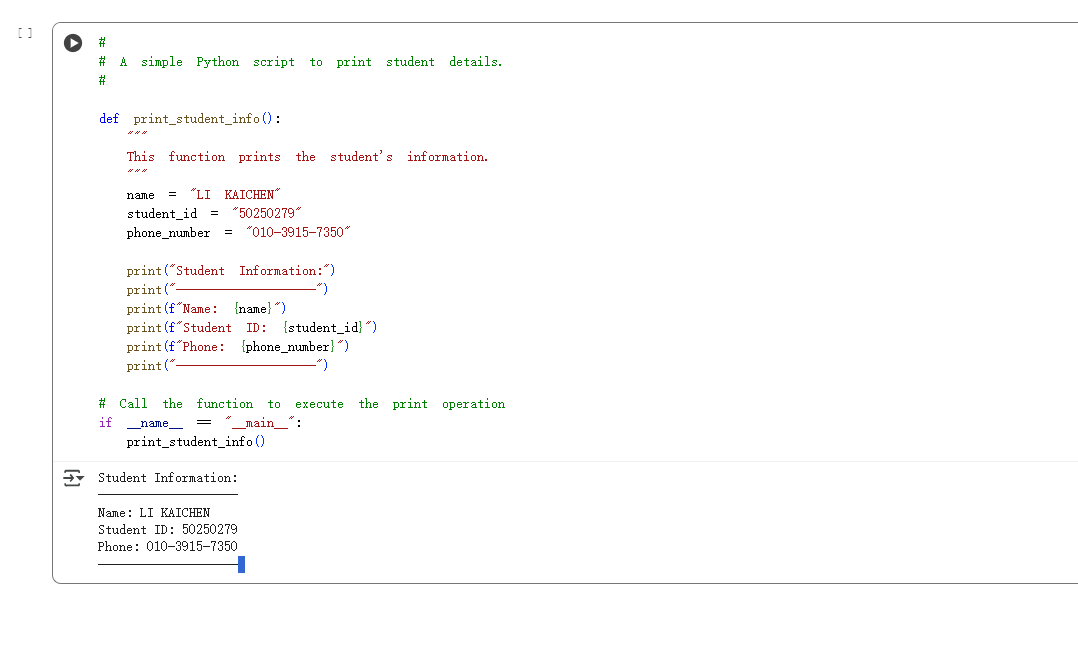 [ ]
#
# A simple Python script to print student details.
#
def print_student_info():
"""
This function prints the student's information.
"""
name = "LI KAICHEN"
student_id = "50250279"
phone_number = "010-3915-7350"
print("Student Information:")
print("--------------------")
print(f"Name: {name}")
print(f"Student ID: {student_id}")
print(f"Phone: {phone_number}")
print("--------------------")
# Call the function to execute the print operation
if __name__ == "__main__":
print_student_info()
Student Information:
--------------------
Name: LI KAICHEN
Student ID: 50250279
Phone: 010-3915-7350
--------------------